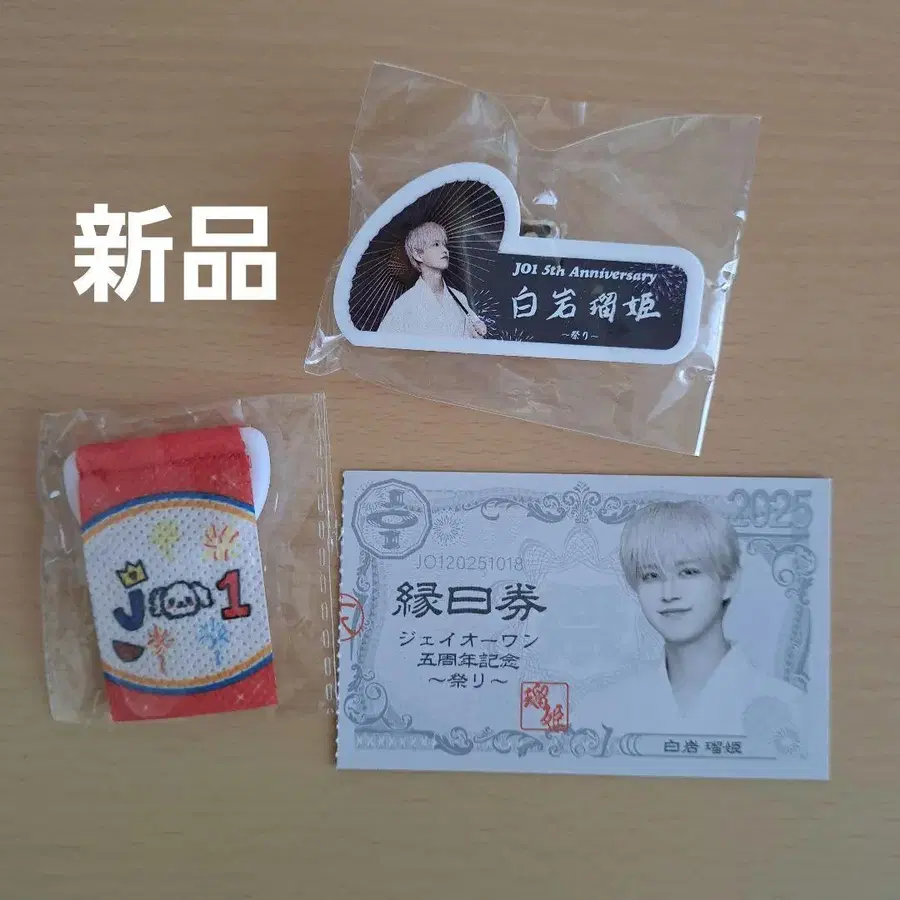 新品
JO1 5th Anniversary
白岩瑠姫
～祭り～
JO1
2025
JO120251018
縁日券
ジェイオーワン
五周年記念
～祭り～
瑠姫
白岩 瑠姫